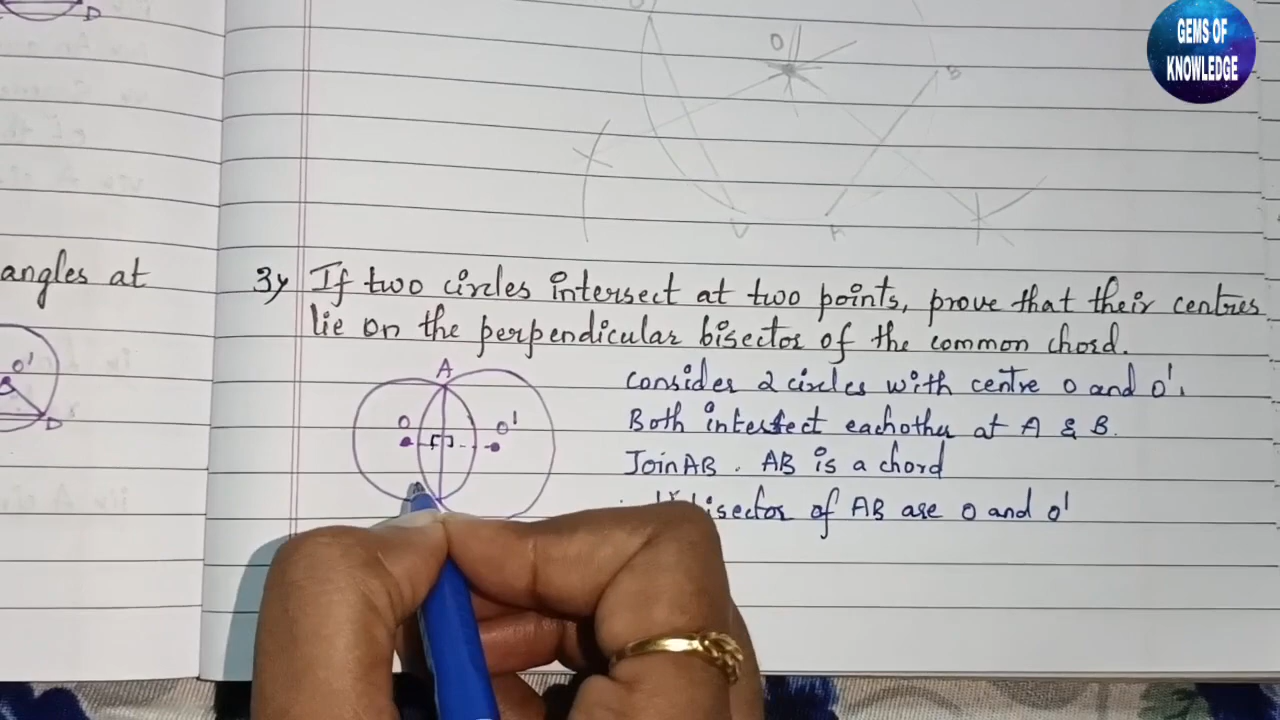 GEMS OF
KNOWLEDGE
O
B
A
D
angles at
O'
D
3y If two circles intersect at two points, prove that their centres
lie on the perpendicular bisector of the common chord.
A
O
O'
Consider 2 circles with centre O and O'.
Both intersect eachother at A & B.
Join AB. AB is a chord
bisector of AB are O and O'